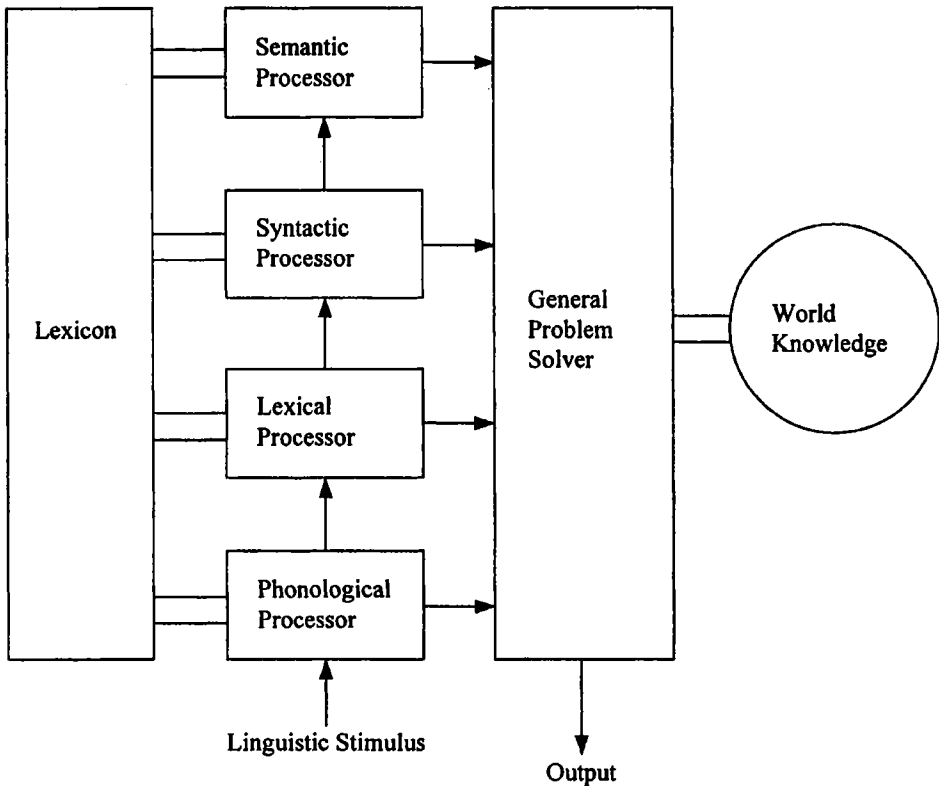 Semantic
Processor
Syntactic
Processor
Lexicon
General
Problem
Solver
World
Knowledge
Lexical
Processor
Phonological
Processor
Linguistic Stimulus
Output